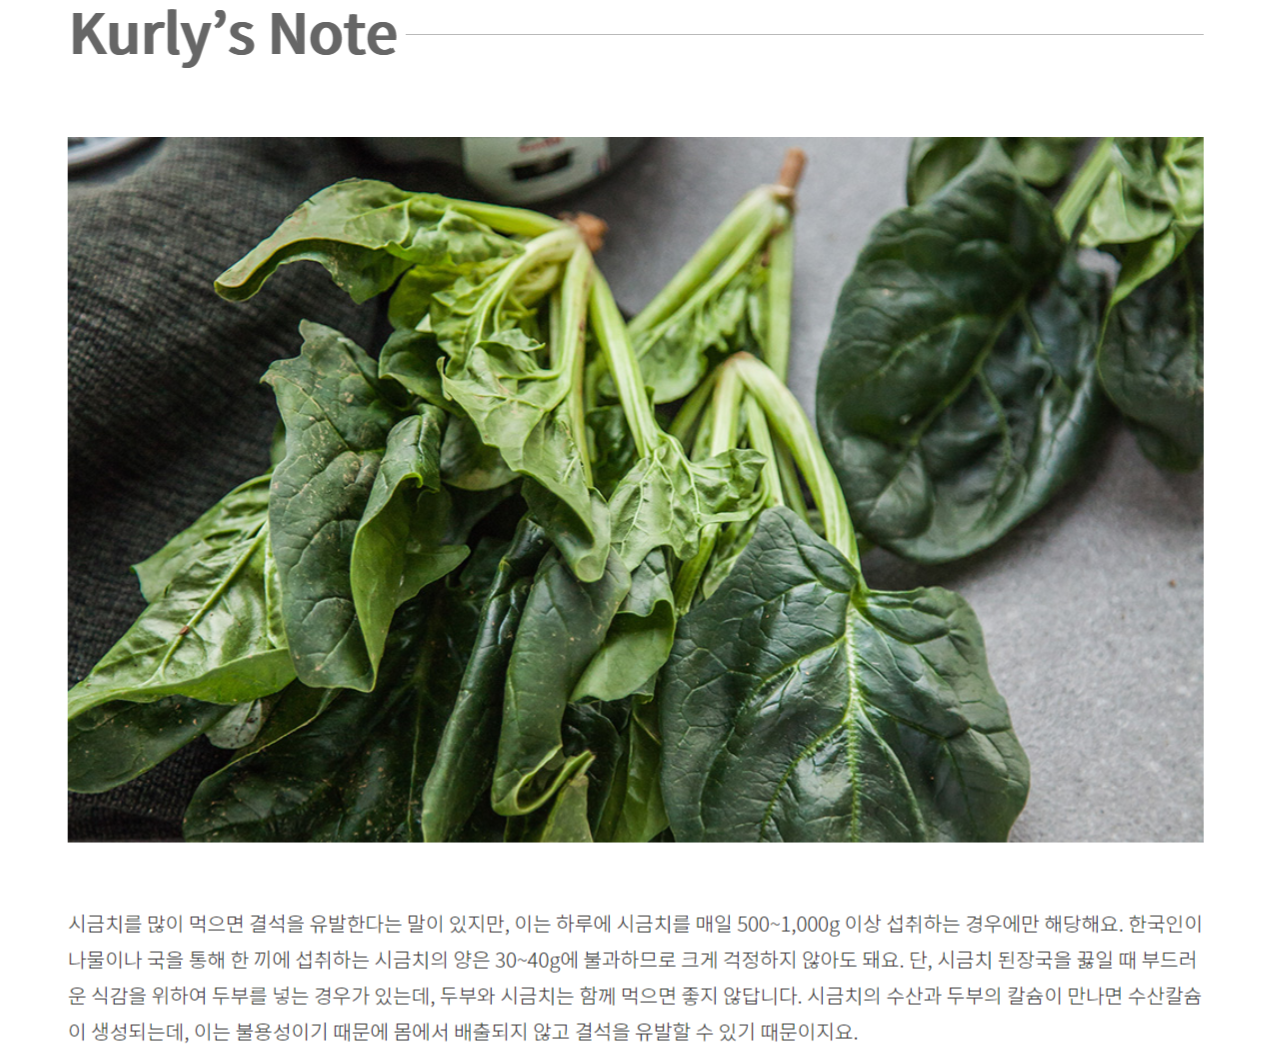 Kurly’s Note
시금치를 많이 먹으면 결석을 유발한다는 말이 있지만, 이는 하루에 시금치를 매일 500~1,000g 이상 섭취하는 경우에만 해당해요. 한국인이
나물이나 국을 통해 한 끼에 섭취하는 시금치의 양은 30~40g에 불과하므로 크게 걱정하지 않아도 돼요. 단, 시금치 된장국을 끓일 때 부드러
운 식감을 위하여 두부를 넣는 경우가 있는데, 두부와 시금치는 함께 먹으면 좋지 않답니다. 시금치의 수산과 두부의 칼슘이 만나면 수산칼슘
이 생성되는데, 이는 불용성이기 때문에 몸에서 배출되지 않고 결석을 유발할 수 있기 때문이지요.